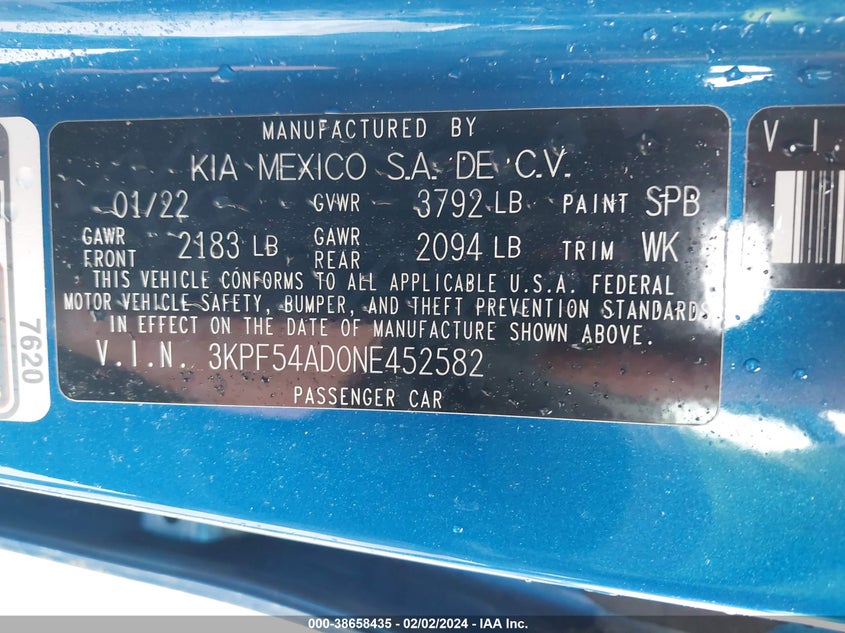 MANUFACTURED BY
KIA MEXICO S.A. DE C.V.
01/22 GVWR 3792 LB PAINT SPB
GAWR FRONT 2183 LB GAWR REAR 2094 LB TRIM WK
THIS VEHICLE CONFORMS TO ALL APPLICABLE U.S.A. FEDERAL
MOTOR VEHICLE SAFETY, BUMPER, AND THEFT PREVENTION STANDARDS
IN EFFECT ON THE DATE OF MANUFACTURE SHOWN ABOVE.
V.I.N. 3KPF54AD0NE452582
PASSENGER CAR
7620
V.I.
000-38658435 - 02/02/2024 - IAA Inc.